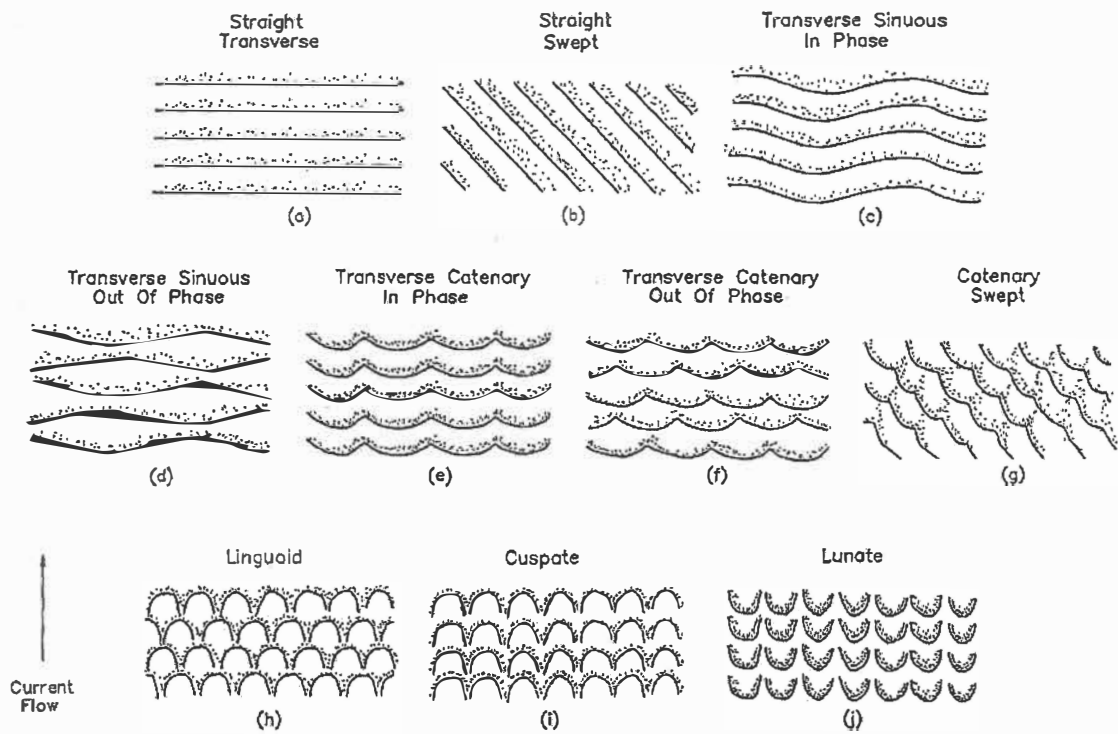 Straight
Transverse
Straight
Swept
Transverse Sinuous
In Phase
(a)
(b)
(c)
Transverse Sinuous
Out Of Phase
Transverse Catenary
In Phase
Transverse Catenary
Out Of Phase
Catenary
Swept
(d)
(e)
(f)
(g)
Linguoid
Cuspate
Lunate
Current
Flow
(h)
(i)
(j)